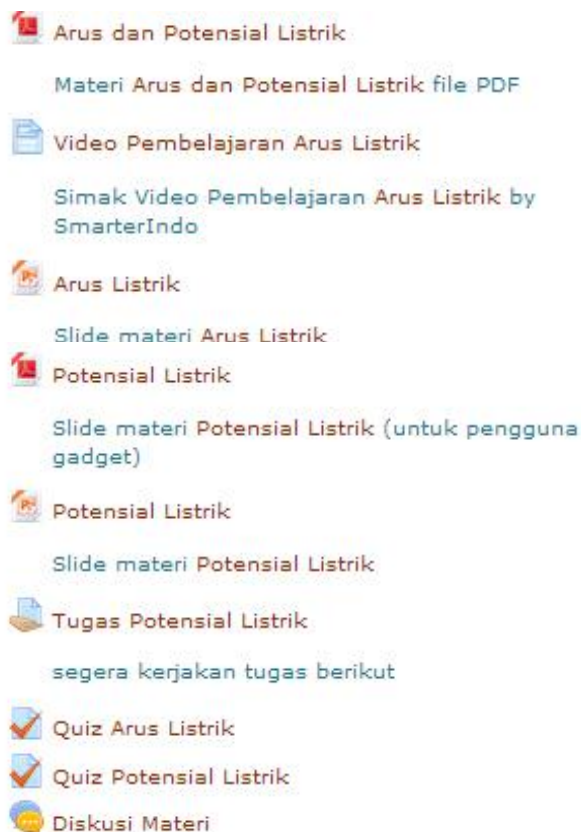 Arus dan Potensial Listrik
Materi Arus dan Potensial Listrik file PDF
Video Pembelajaran Arus Listrik
Simak Video Pembelajaran Arus Listrik by
SmarterIndo
Arus Listrik
Slide materi Arus Listrik
Potensial Listrik
Slide materi Potensial Listrik (untuk pengguna
gadget)
Potensial Listrik
Slide materi Potensial Listrik
Tugas Potensial Listrik
segera kerjakan tugas berikut
Quiz Arus Listrik
Quiz Potensial Listrik
Diskusi Materi